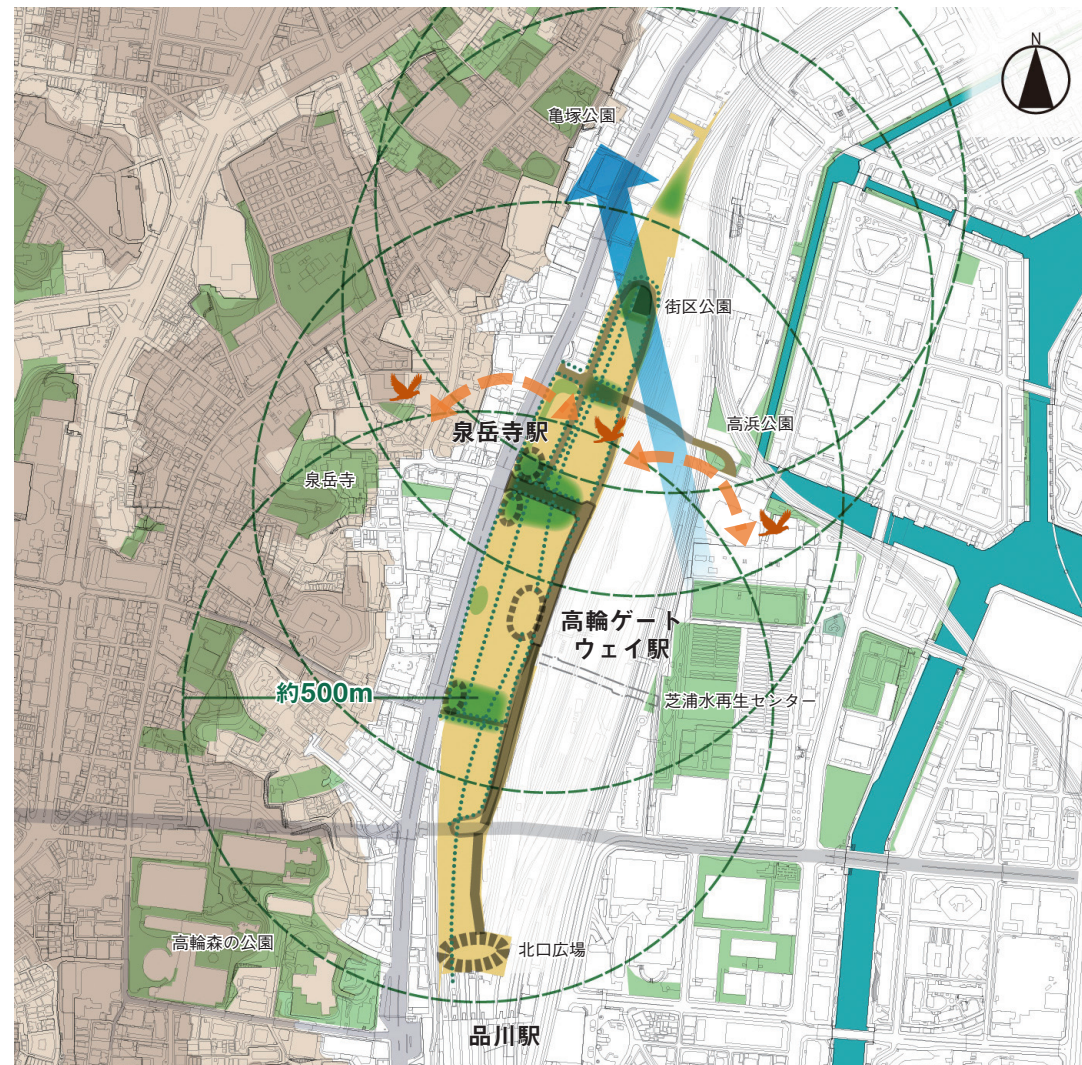 N
亀塚公園
街区公園
高浜公園
泉岳寺駅
泉岳寺
高輪ゲート
ウェイ駅
約500m
芝浦水再生センター
高輪森の公園
北口広場
品川駅